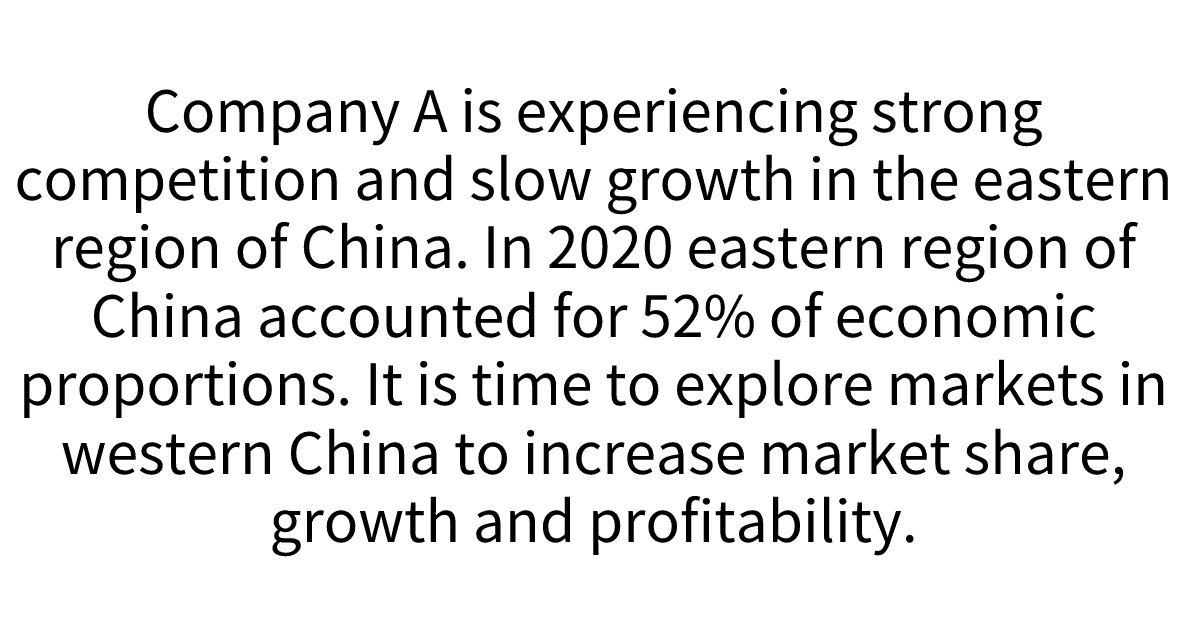 Company A is experiencing strong
competition and slow growth in the eastern
region of China. In 2020 eastern region of
China accounted for 52% of economic
proportions. It is time to explore markets in
western China to increase market share,
growth and profitability.